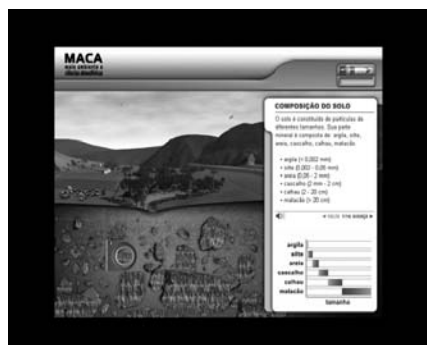 MACA
meio ambiente e
ciência atmosférica
COMPOSIÇÃO DO SOLO
O solo é constituído de partículas de
diferentes tamanhos. Sua parte
mineral é composta de argila, silte,
areia, cascalho, calhau, matacão.
• argila (< 0,002 mm)
• silte (0,002 - 0,05 mm)
• areia (0,05 - 2 mm)
• cascalho (2 mm - 2 cm)
• calhau (2 - 20 cm)
• matacão (> 20 cm)
argila
silte
areia
cascalho
calhau
matacão
tamanho